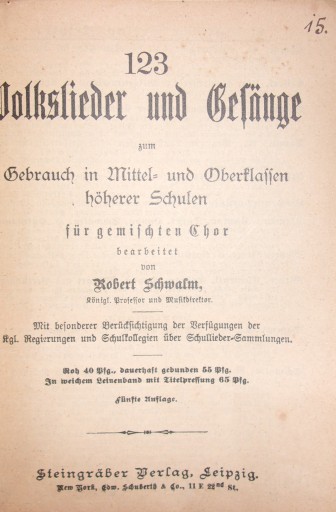 15.
123
Volkslieder und Gesänge
zum
Gebrauch in Mittel- und Oberklassen
höherer Schulen
für gemischten Chor
bearbeitet
von
Robert Schwalm,
Königl. Professor und Musikdirektor.
Mit besonderer Berücksichtigung der Verfügungen der
Kgl. Regierungen und Schulkollegien über Schullieder-Sammlungen.
Roh 40 Pfg., dauerhaft gebunden 55 Pfg.
In weichem Leinenband mit Titelpressung 65 Pfg.
Fünfte Auflage.
Steingräber Verlag, Leipzig.
New York, Edw. Schuberth & Co., 11 E 22nd St.